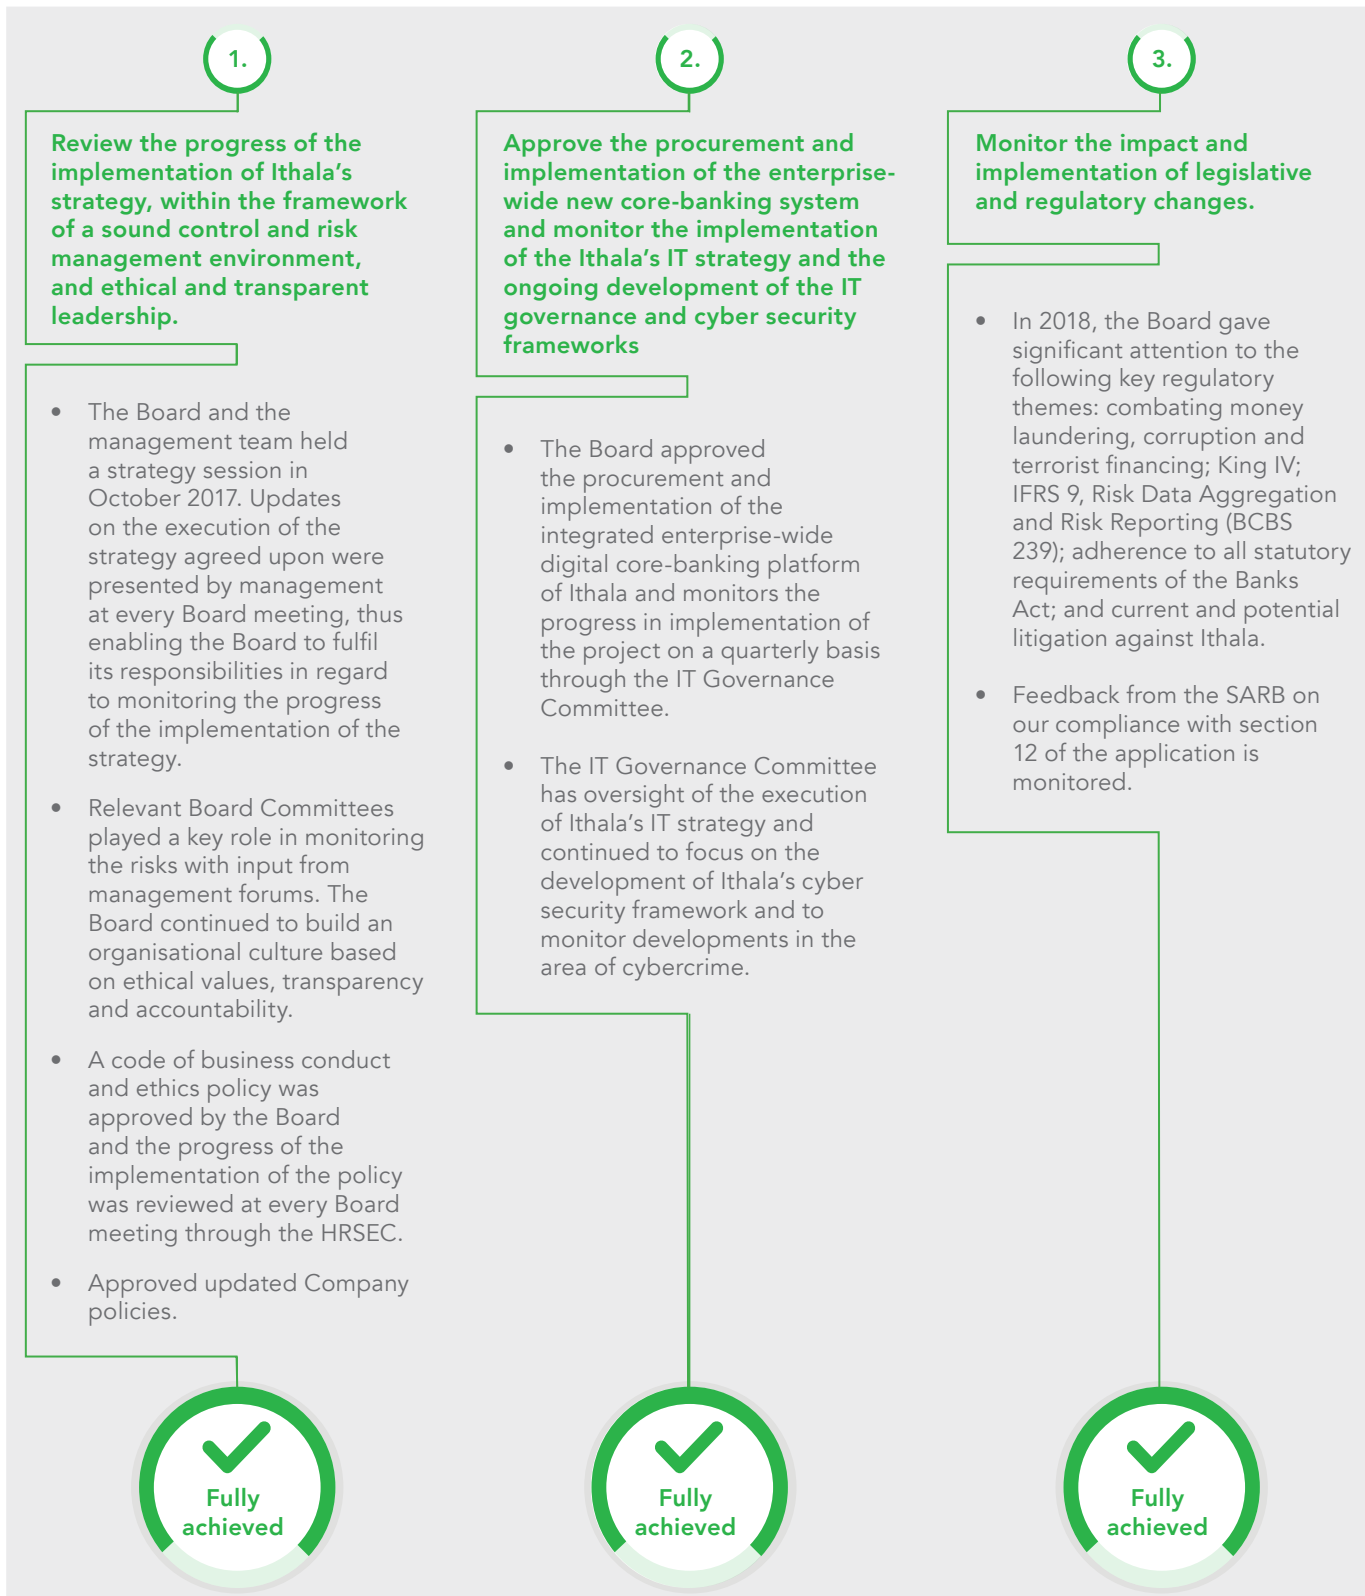 1.
Review the progress of the
implementation of Ithala’s
strategy, within the framework
of a sound control and risk
management environment,
and ethical and transparent
leadership.
• The Board and the
management team held
a strategy session in
October 2017. Updates
on the execution of the
strategy agreed upon were
presented by management
at every Board meeting, thus
enabling the Board to fulfil
its responsibilities in regard
to monitoring the progress
of the implementation of the
strategy.
• Relevant Board Committees
played a key role in monitoring
the risks with input from
management forums. The
Board continued to build an
organisational culture based
on ethical values, transparency
and accountability.
• A code of business conduct
and ethics policy was
approved by the Board
and the progress of the
implementation of the policy
was reviewed at every Board
meeting through the HRSEC.
• Approved updated Company
policies.
Fully
achieved
2.
Approve the procurement and
implementation of the enterprise-
wide new core-banking system
and monitor the implementation
of the Ithala’s IT strategy and the
ongoing development of the IT
governance and cyber security
frameworks
• The Board approved
the procurement and
implementation of the
integrated enterprise-wide
digital core-banking platform
of Ithala and monitors the
progress in implementation of
the project on a quarterly basis
through the IT Governance
Committee.
• The IT Governance Committee
has oversight of the execution
of Ithala’s IT strategy and
continued to focus on the
development of Ithala’s cyber
security framework and to
monitor developments in the
area of cybercrime.
Fully
achieved
3.
Monitor the impact and
implementation of legislative
and regulatory changes.
• In 2018, the Board gave
significant attention to the
following key regulatory
themes: combating money
laundering, corruption and
terrorist financing; King IV;
IFRS 9, Risk Data Aggregation
and Risk Reporting (BCBS
239); adherence to all statutory
requirements of the Banks
Act; and current and potential
litigation against Ithala.
• Feedback from the SARB on
our compliance with section
12 of the application is
monitored.
Fully
achieved